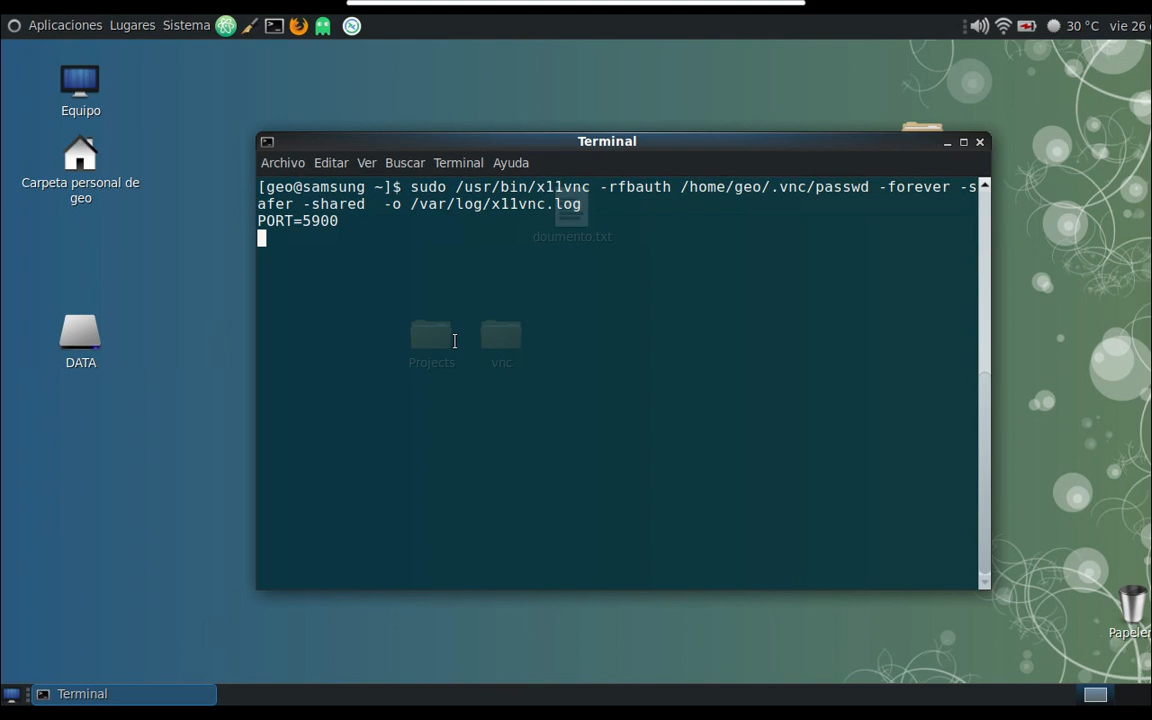 Aplicaciones Lugares Sistema
30 °C vie 26
Equipo
Carpeta personal de
geo
DATA
Terminal
Archivo Editar Ver Buscar Terminal Ayuda
[geo@samsung ~]$ sudo /usr/bin/x11vnc -rfbauth /home/geo/.vnc/passwd -forever -s
afer -shared  -o /var/log/x11vnc.log
PORT=5900
doumento.txt
Projects vnc
Papeler
Terminal